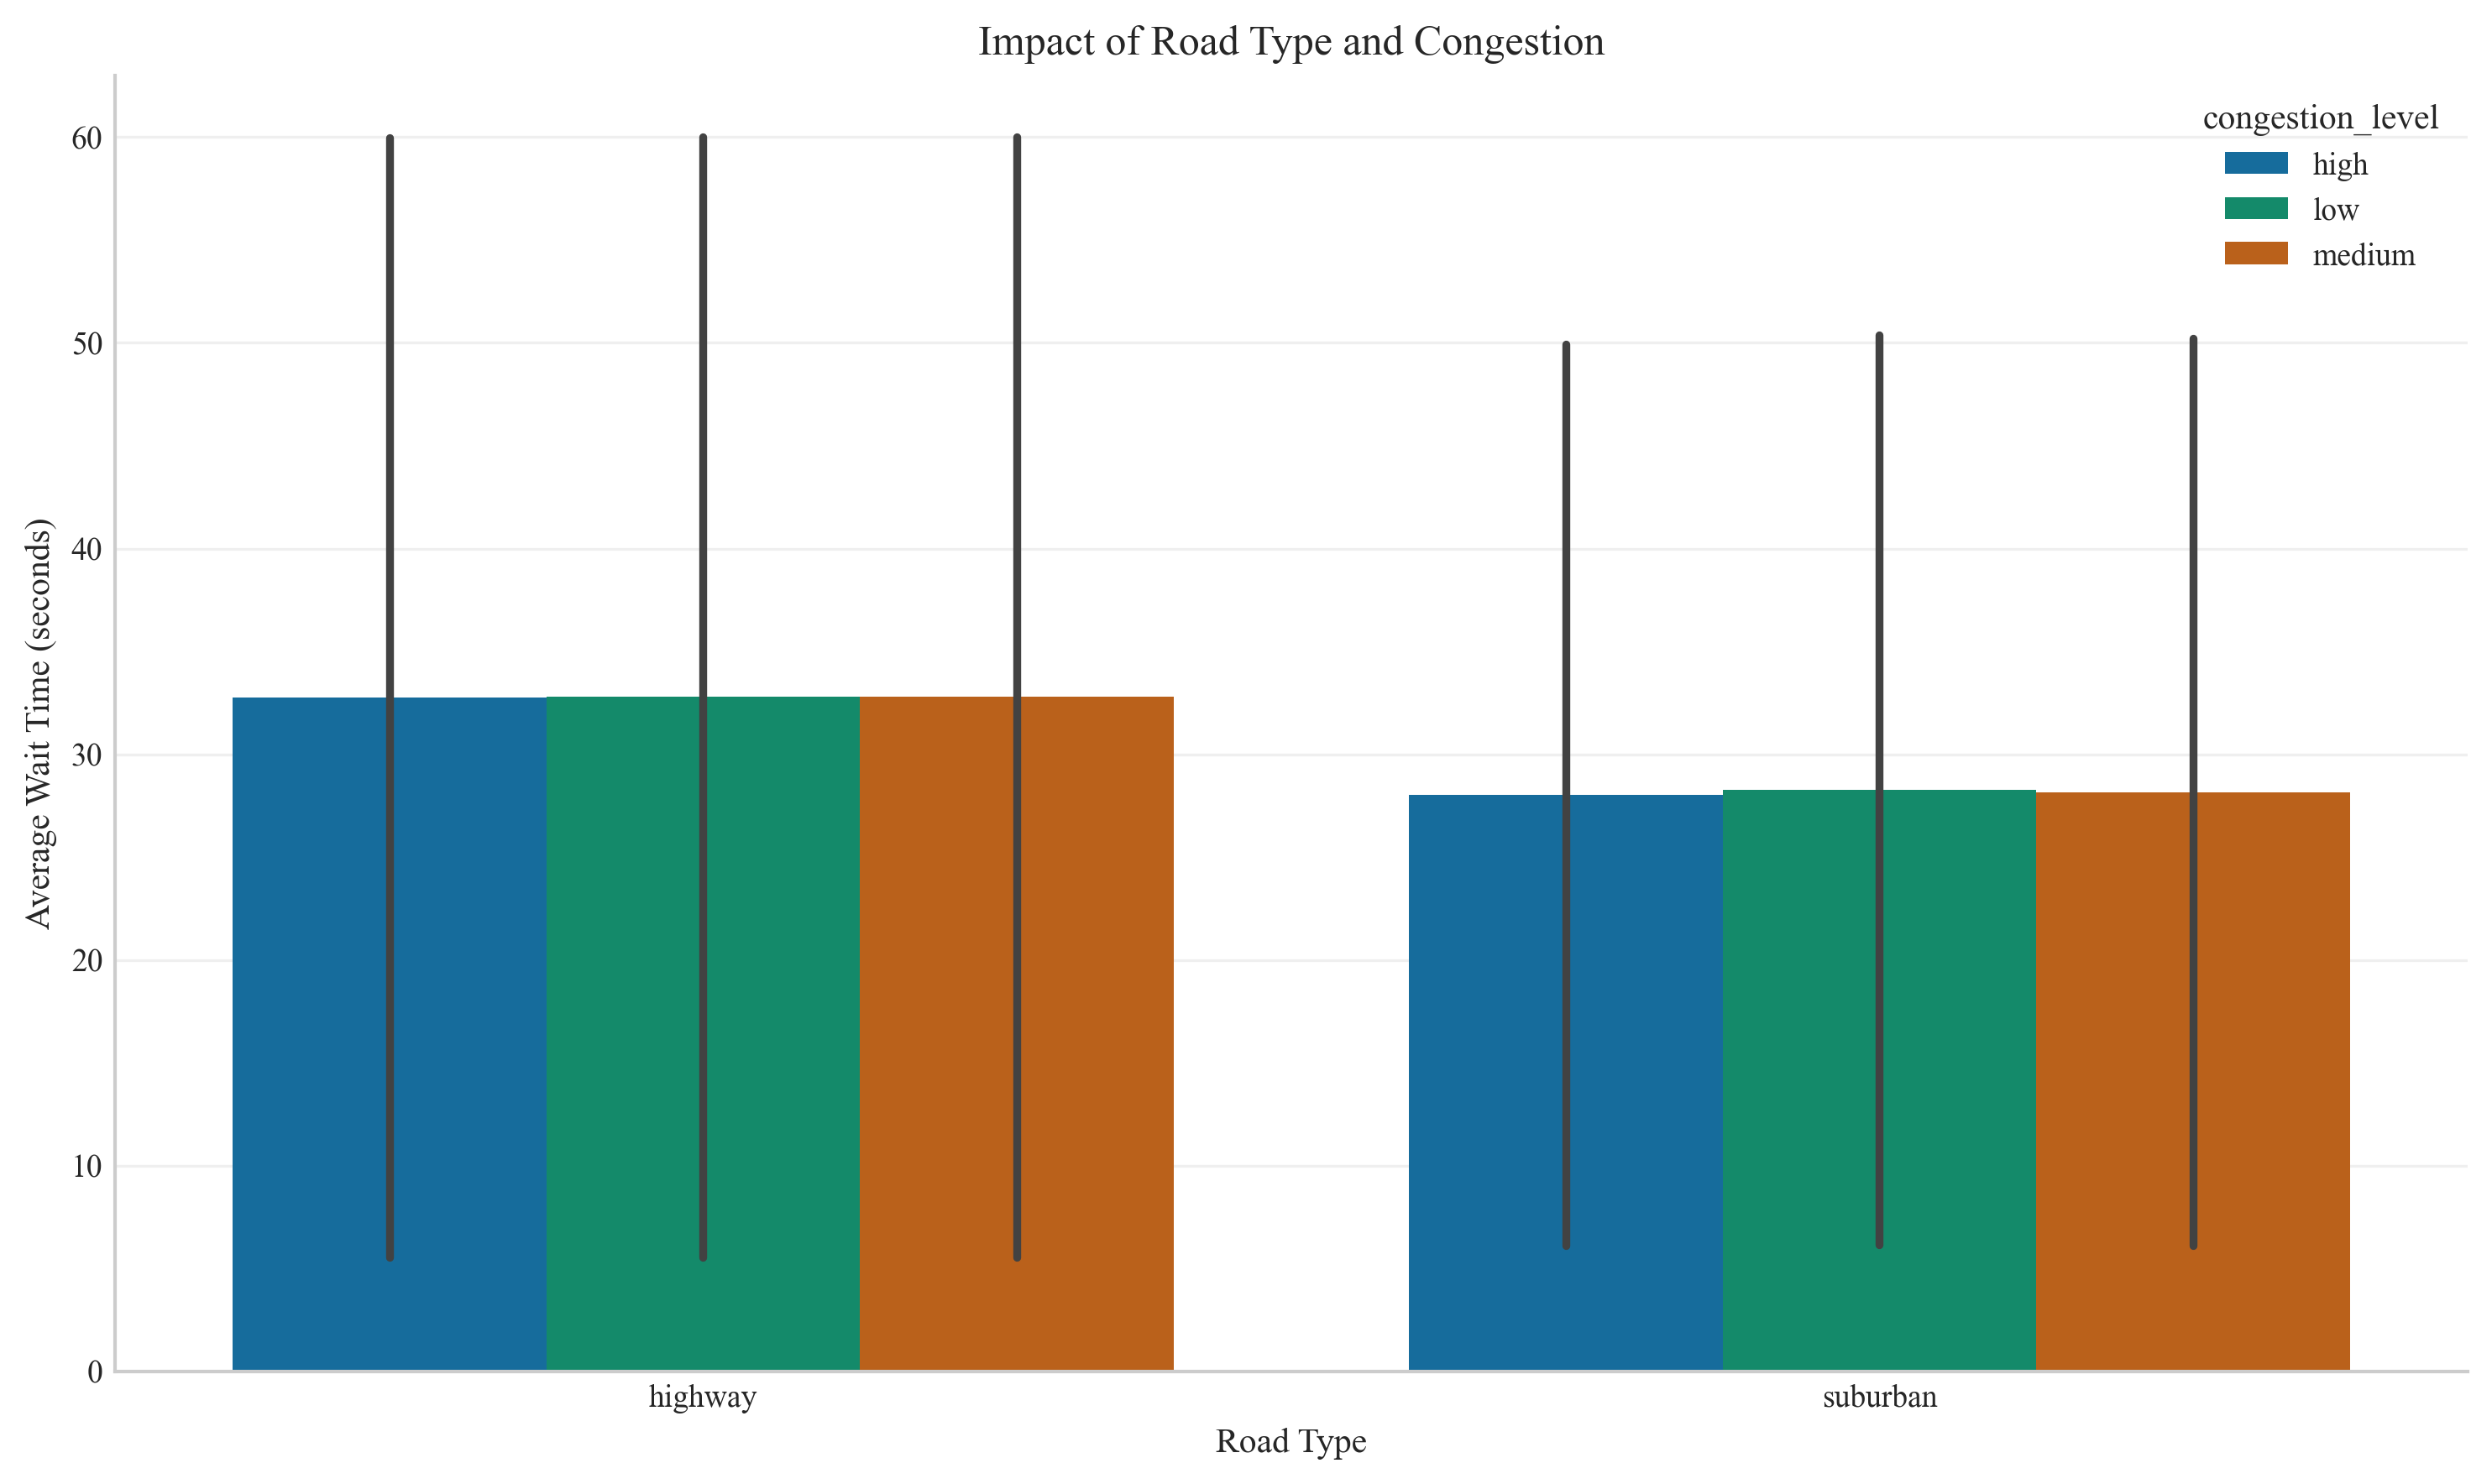 Impact of Road Type and Congestion
congestion_level
high
low
medium
Average Wait Time (seconds)
60
50
40
30
20
10
0
highway
suburban
Road Type